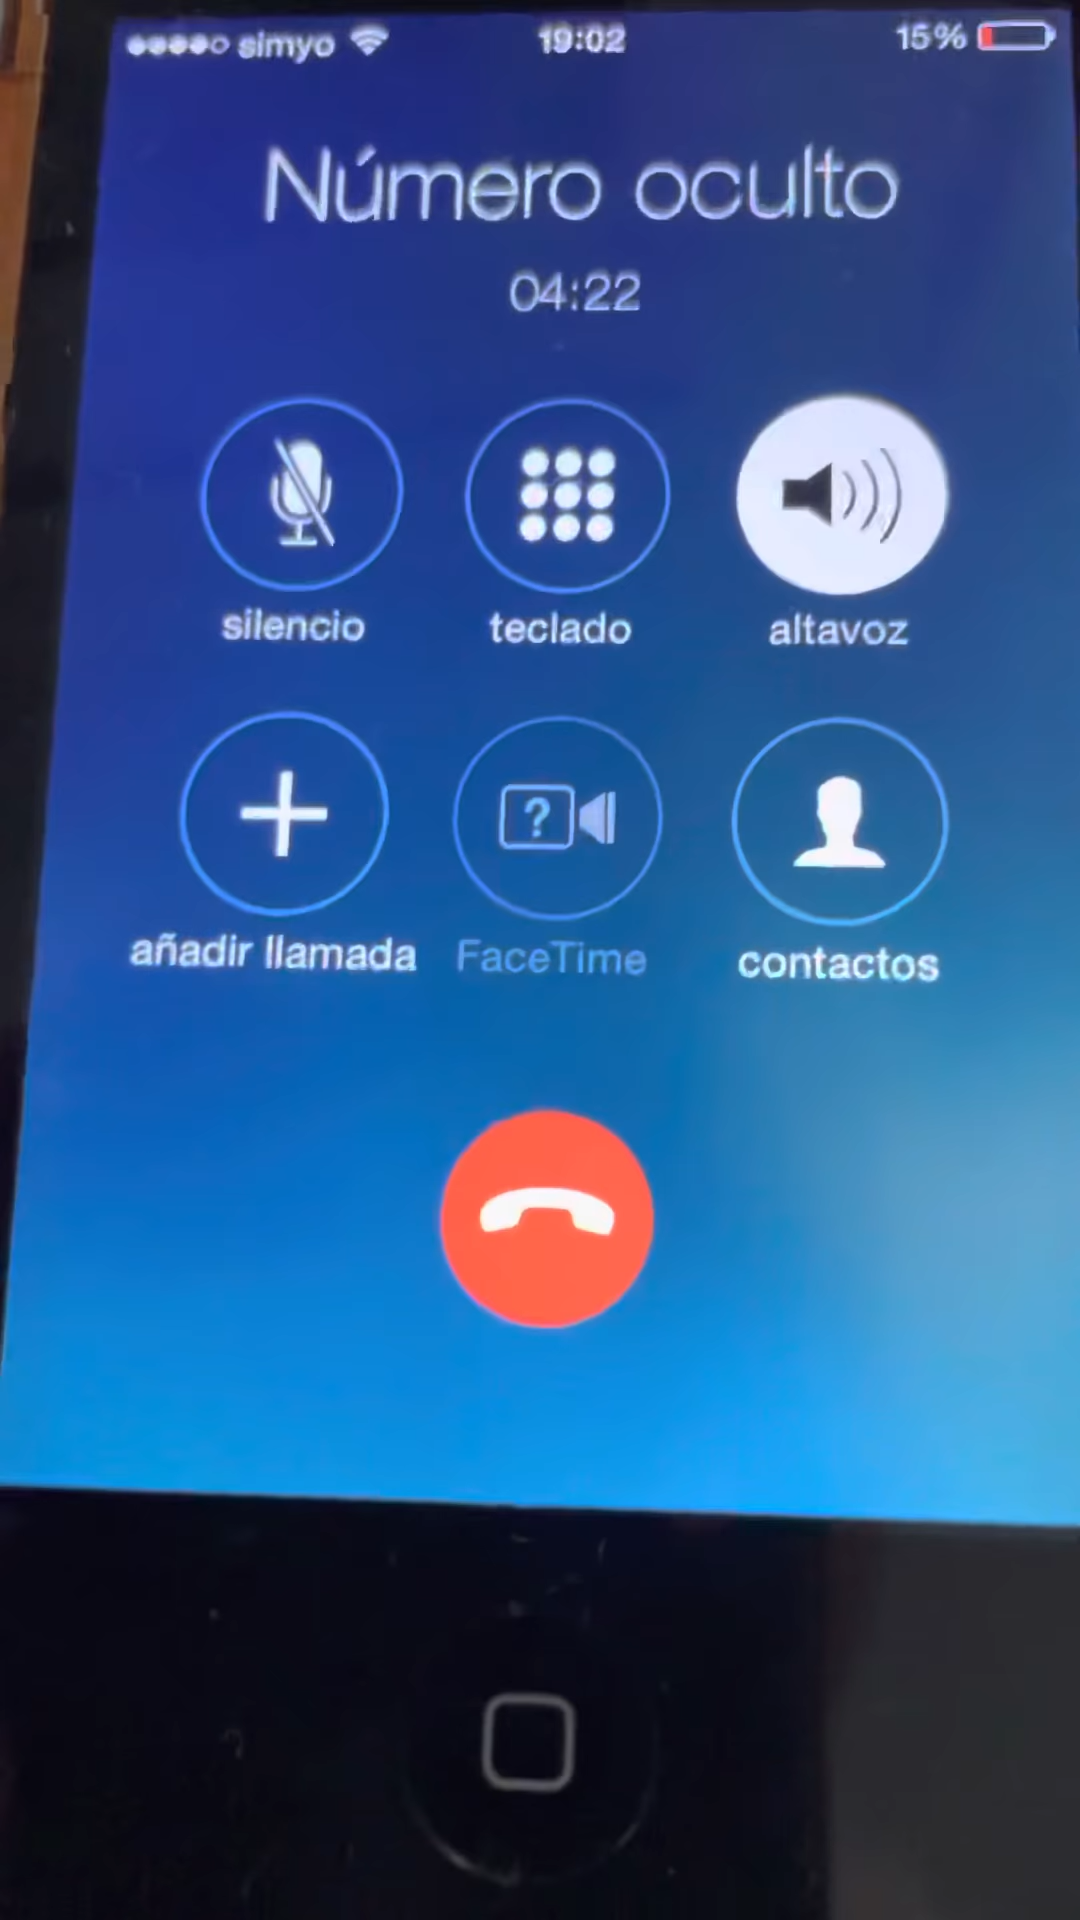 simyo 19:02 15%
Número oculto
04:22
silencio teclado altavoz
añadir llamada FaceTime contactos